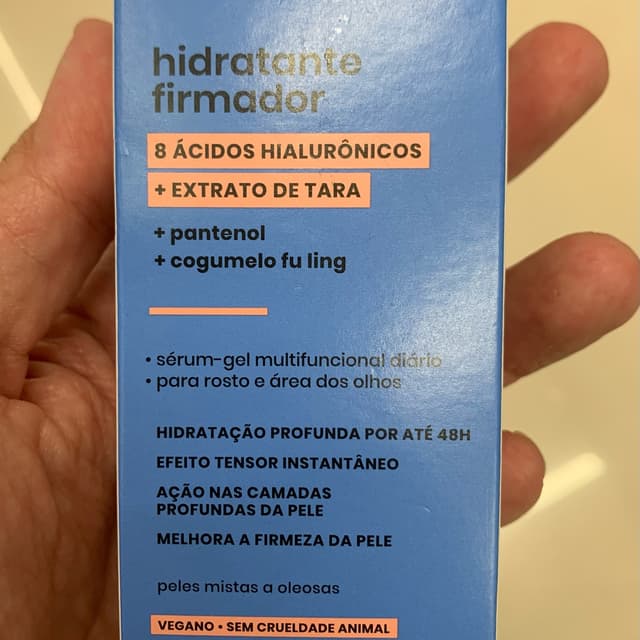 hidratante
firmador
8 ÁCIDOS HIALURÔNICOS
+ EXTRATO DE TARA
+ pantenol
+ cogumelo fu ling
• sérum-gel multifuncional diário
• para rosto e área dos olhos
HIDRATAÇÃO PROFUNDA POR ATÉ 48H
EFEITO TENSOR INSTANTÂNEO
AÇÃO NAS CAMADAS
PROFUNDAS DA PELE
MELHORA A FIRMEZA DA PELE
peles mistas a oleosas
VEGANO • SEM CRUELDADE ANIMAL